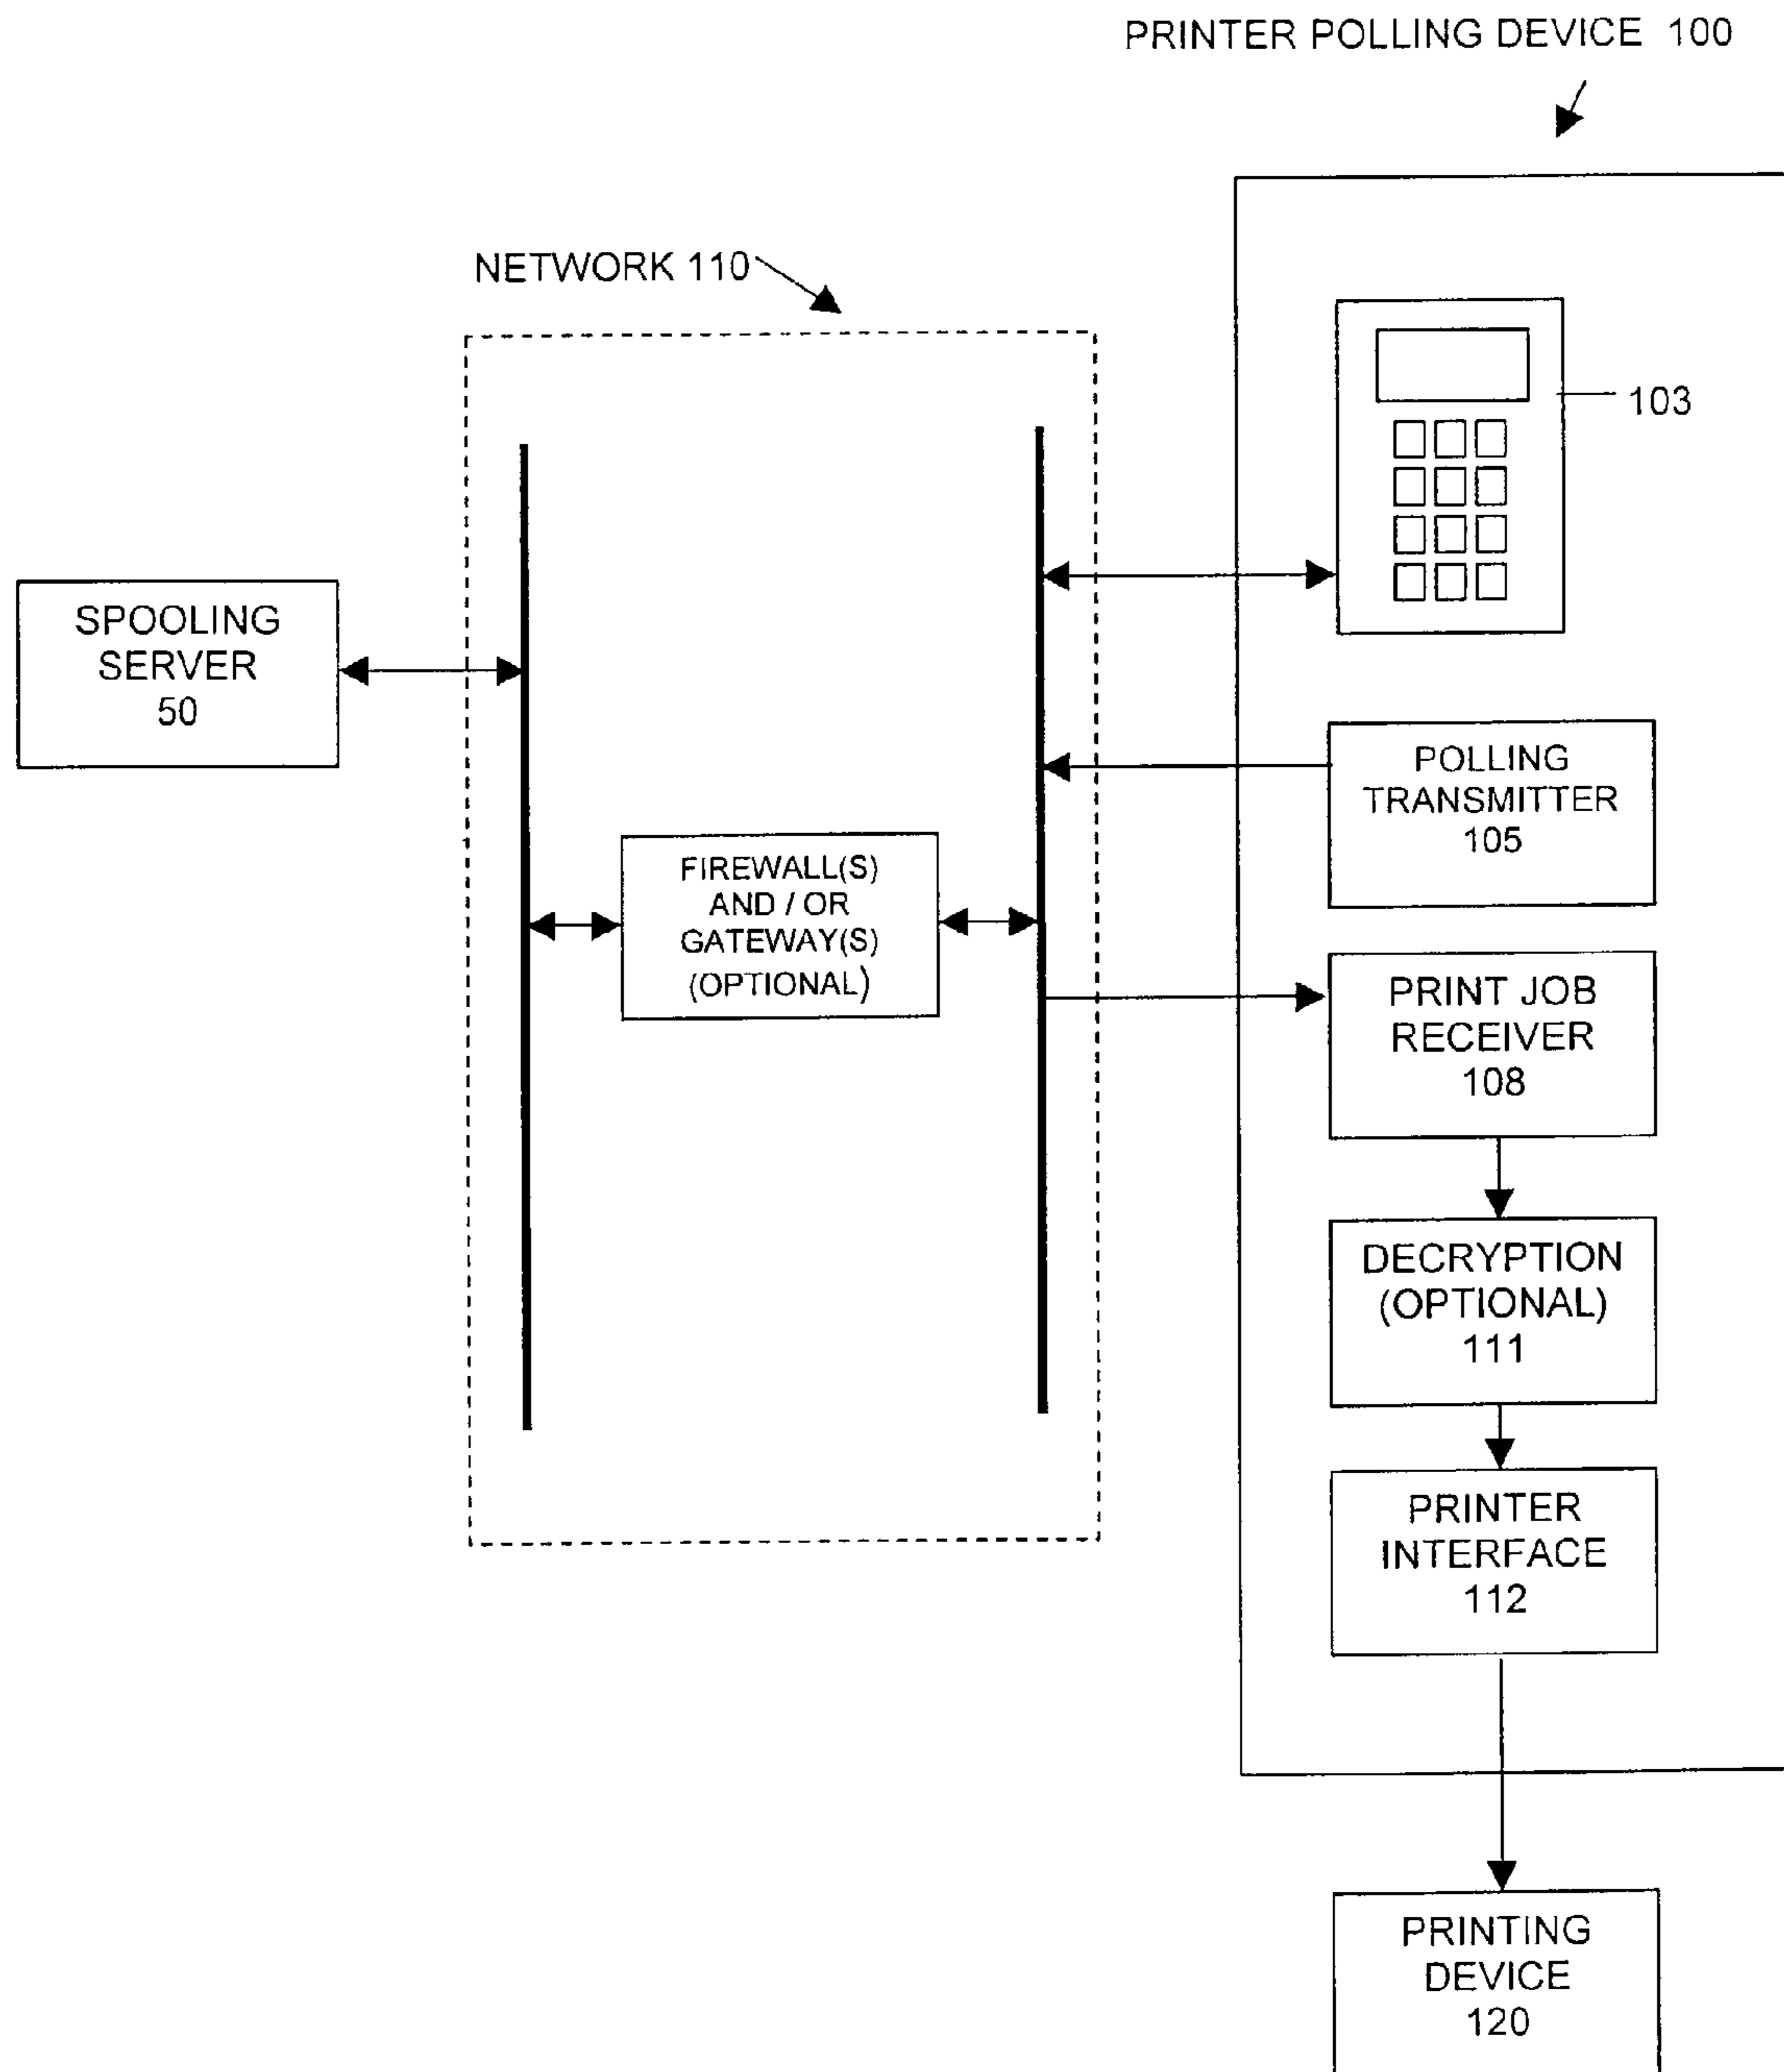 PRINTER POLLING DEVICE 100
NETWORK 110
103
SPOOLING
SERVER
50
POLLING
TRANSMITTER
105
FIREWALL(S)
AND / OR
GATEWAY(S)
(OPTIONAL)
PRINT JOB
RECEIVER
108
DECRYPTION
(OPTIONAL)
111
PRINTER
INTERFACE
112
PRINTING
DEVICE
120